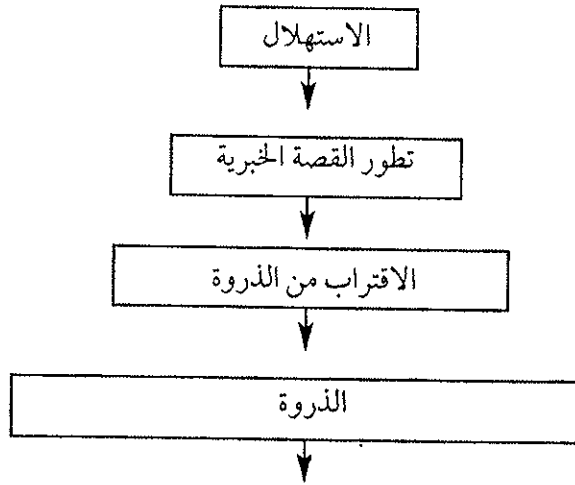 الاستهلال
تطور القصة الخبرية
الاقتراب من الذروة
الذروة